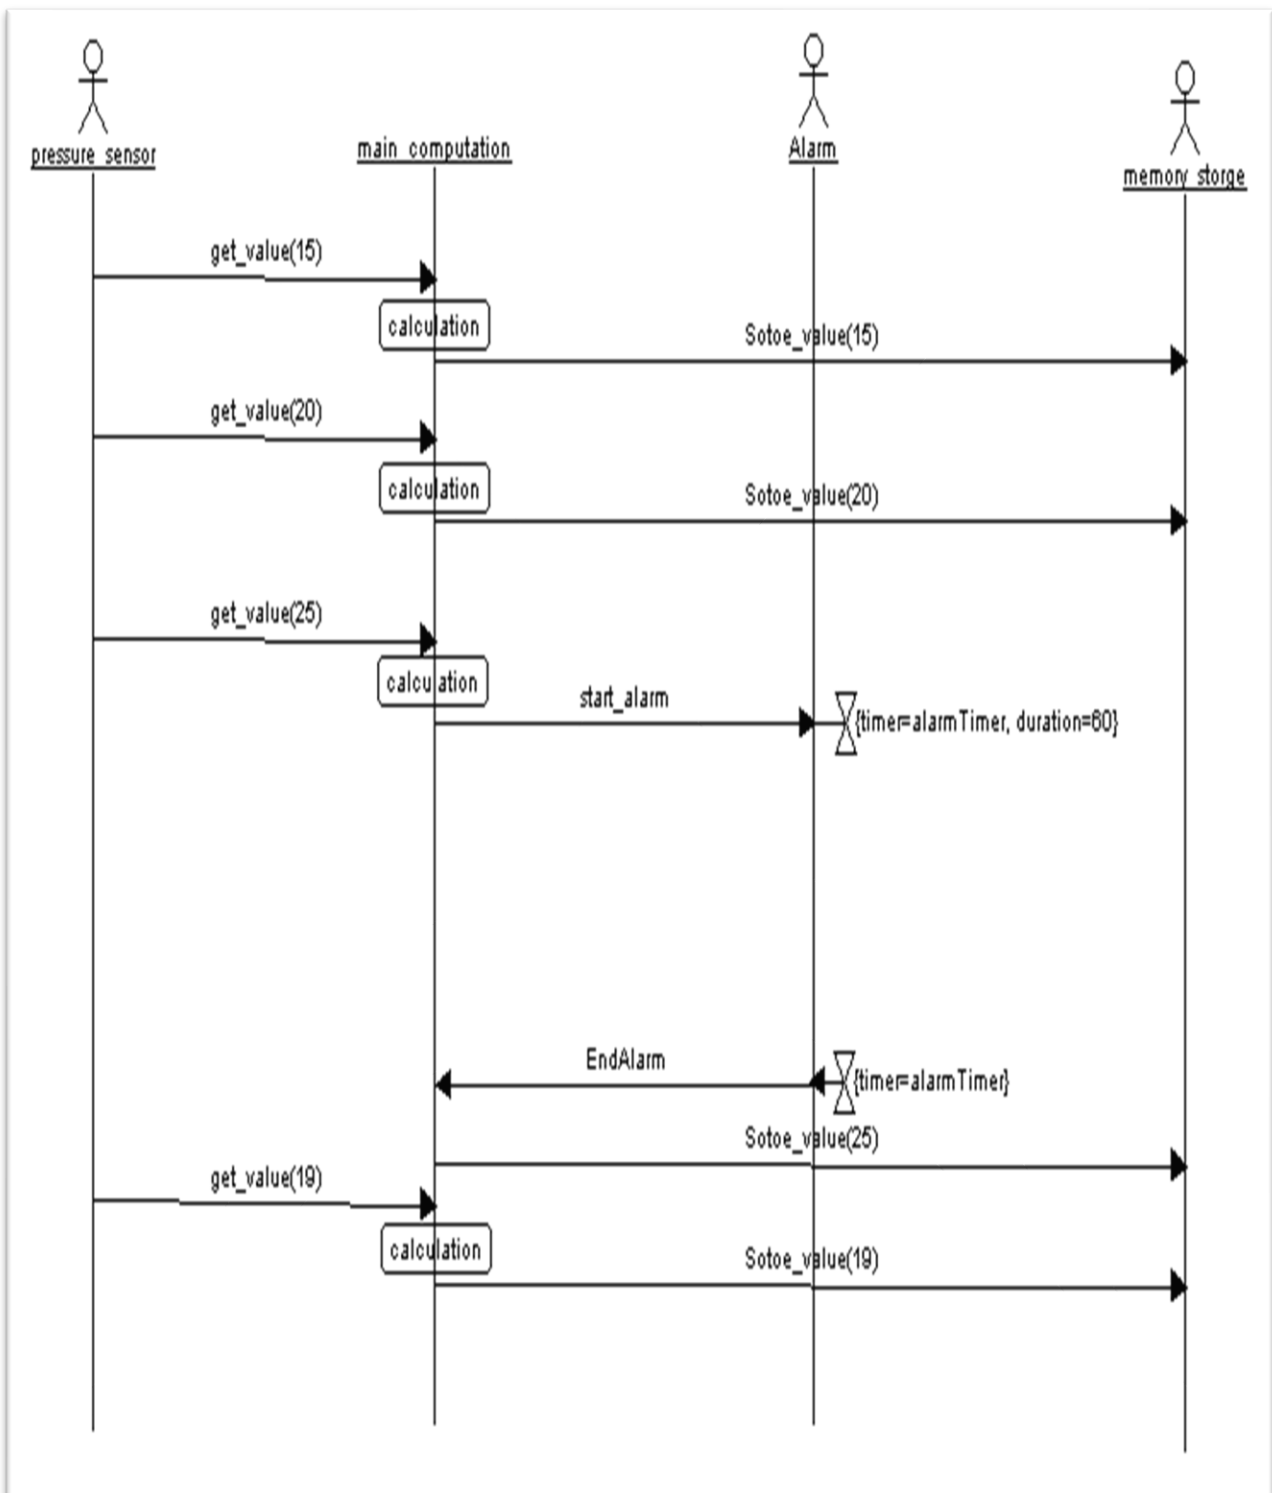 pressure_sensor
main_computation
Alarm
memory_storge
get_value(15)
calculation
Sotoe_value(15)
get_value(20)
calculation
Sotoe_value(20)
get_value(25)
calculation
start_alarm
{timer=alarmTimer, duration=60}
EndAlarm
{timer=alarmTimer}
Sotoe_value(25)
get_value(19)
calculation
Sotoe_value(19)